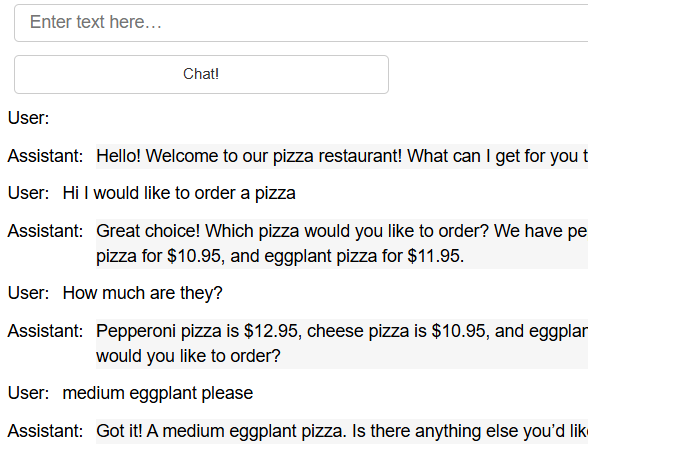 Enter text here…
Chat!
User:
Assistant: Hello! Welcome to our pizza restaurant! What can I get for you
User: Hi I would like to order a pizza
Assistant: Great choice! Which pizza would you like to order? We have
pizza for $10.95, and eggplant pizza for $11.95.
User: How much are they?
Assistant: Pepperoni pizza is $12.95, cheese pizza is $10.95, and
would you like to order?
User: medium eggplant please
Assistant: Got it! A medium eggplant pizza. Is there anything else you’d